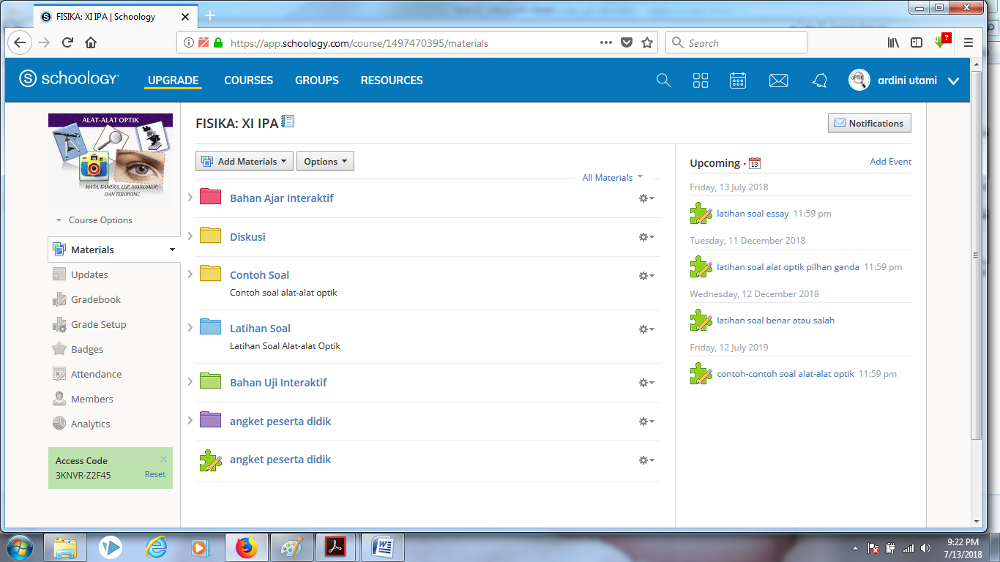 FISIKA: XI IPA | Schoology
https://app.schoology.com/course/1497470395/materials
Search
schoology
UPGRADE
COURSES
GROUPS
RESOURCES
OPTIK
ardini utami
ALAT-ALAT OPTIK
MATA, KAMERA, LUP, MIKROSKUP,
DAN TEROPONG
Course Options
Materials
Updates
Gradebook
Grade Setup
Badges
Attendance
Members
Analytics
Access Code
3KNVR-Z2F45
Reset
FISIKA: XI IPA
Notifications
Add Materials
Options
All Materials
Bahan Ajar Interaktif
Diskusi
Contoh Soal
Contoh soal alat-alat optik
Latihan Soal
Latihan Soal Alat-alat Optik
Bahan Uji Interaktif
angket peserta didik
angket peserta didik
Upcoming · 13
Add Event
Friday, 13 July 2018
latihan soal essay 11:59 pm
Tuesday, 11 December 2018
latihan soal alat optik pilhan ganda 11:59 pm
Wednesday, 12 December 2018
latihan soal benar atau salah
Friday, 12 July 2019
contoh-contoh soal alat-alat optik 11:59 pm
9:22 PM
7/13/2018